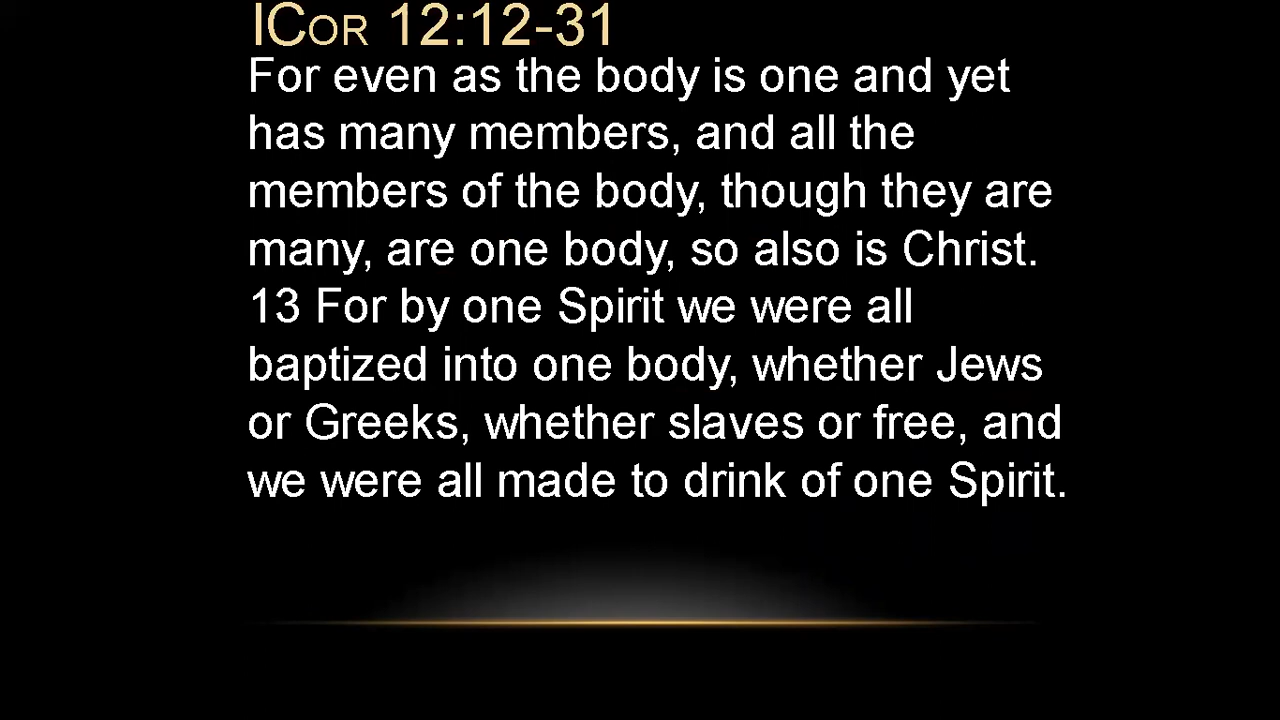 ICor 12:12-31
For even as the body is one and yet
has many members, and all the
members of the body, though they are
many, are one body, so also is Christ.
13 For by one Spirit we were all
baptized into one body, whether Jews
or Greeks, whether slaves or free, and
we were all made to drink of one Spirit.